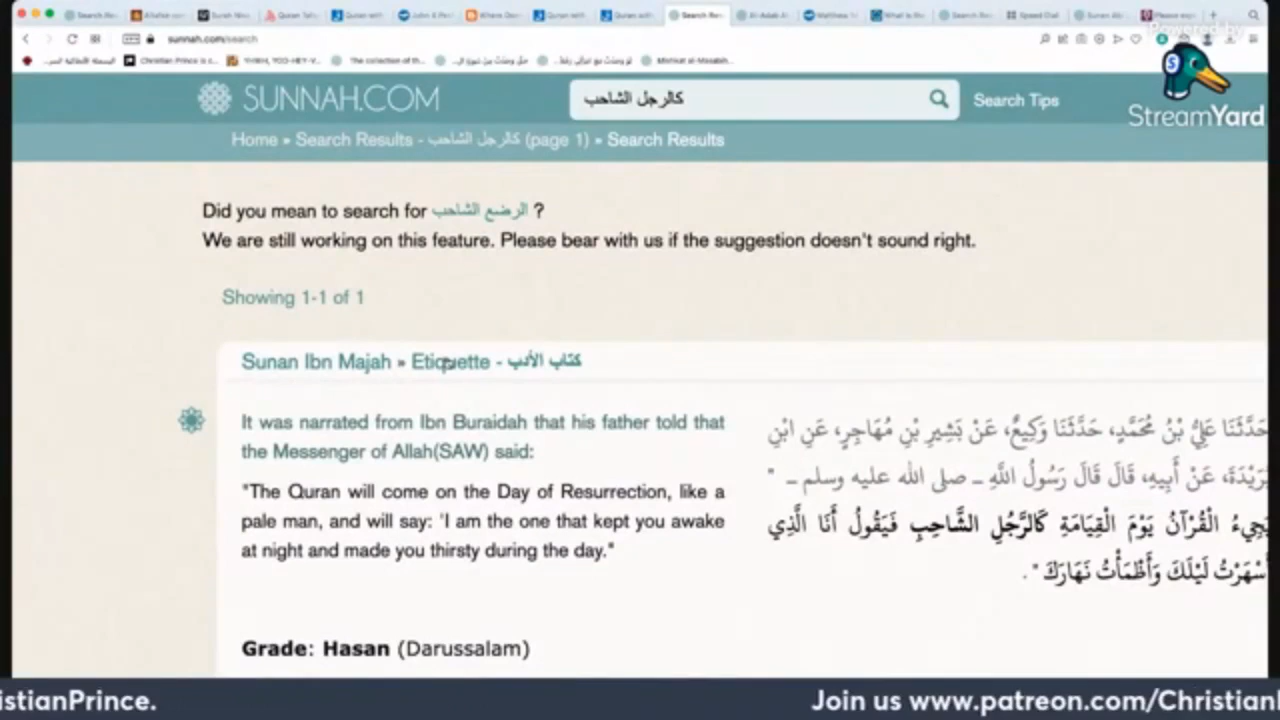 Powered by
StreamYard
sunnah.com/search
SUNNAH.COM
كالرجل الشاحب
Search Tips
Home » Search Results - كالرجل الشاحب (page 1) » Search Results
Did you mean to search for الرضع الشاحب ?
We are still working on this feature. Please bear with us if the suggestion doesn't sound right.
Showing 1-1 of 1
Sunan Ibn Majah » Etiquette - كتاب الأدب
It was narrated from Ibn Buraidah that his father told that
the Messenger of Allah(SAW) said:
"The Quran will come on the Day of Resurrection, like a
pale man, and will say: 'I am the one that kept you awake
at night and made you thirsty during the day."
حَدَّثَنَا عَلِيُّ بْنُ مُحَمَّدٍ، حَدَّثَنَا وَكِيعٌ، عَنْ بَشِيرِ بْنِ مُهَاجِرٍ، عَنِ ابْنِ
بُرَيْدَةَ، عَنْ أَبِيهِ، قَالَ قَالَ رَسُولُ اللَّهِ ـ صلى الله عليه وسلم ـ "
يَجِيءُ الْقُرْآنُ يَوْمَ الْقِيَامَةِ كَالرَّجُلِ الشَّاحِبِ فَيَقُولُ أَنَا الَّذِي
أَسْهَرْتُ لَيْلَكَ وَأَظْمَأْتُ نَهَارَكَ " .
Grade: Hasan (Darussalam)
istianPrince.
Join us www.patreon.com/Christian